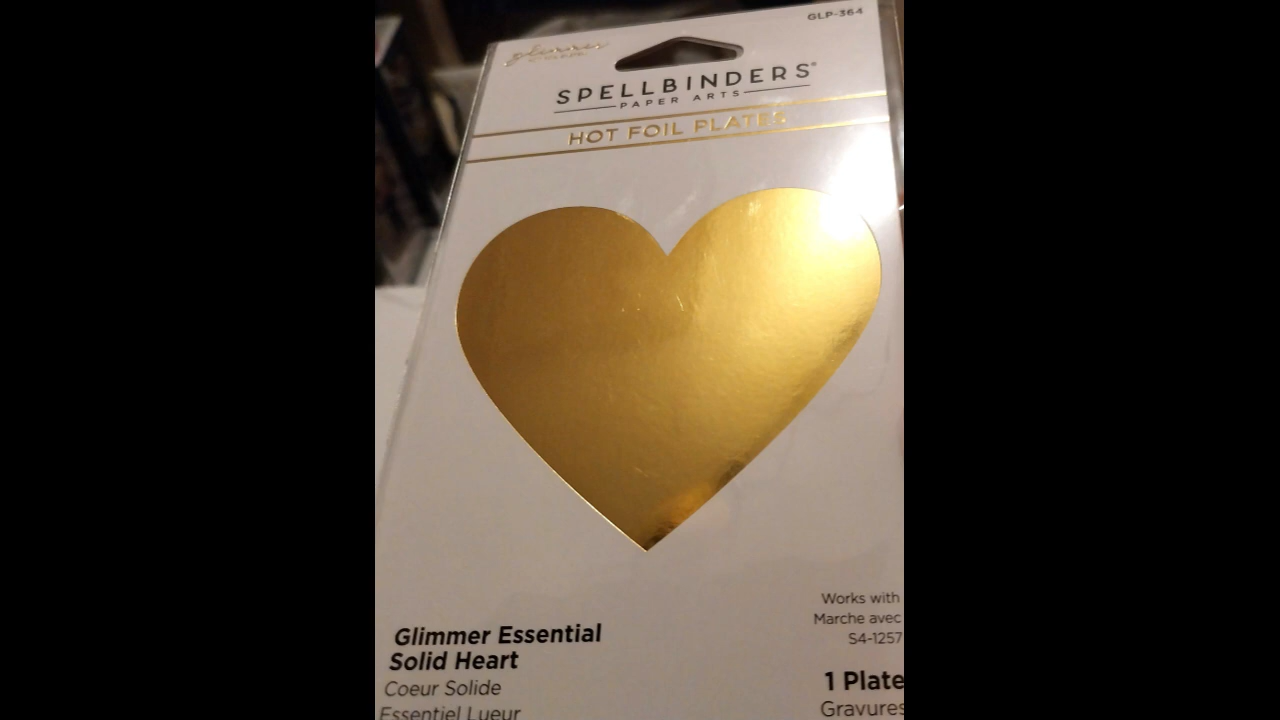 GLP-364
glimmer
SPELLBINDERS®
PAPER ARTS
HOT FOIL PLATES
Works with
Marche avec
S4-1257
Glimmer Essential
Solid Heart
Coeur Solide
Essentiel Lueur
1 Plate
Gravures